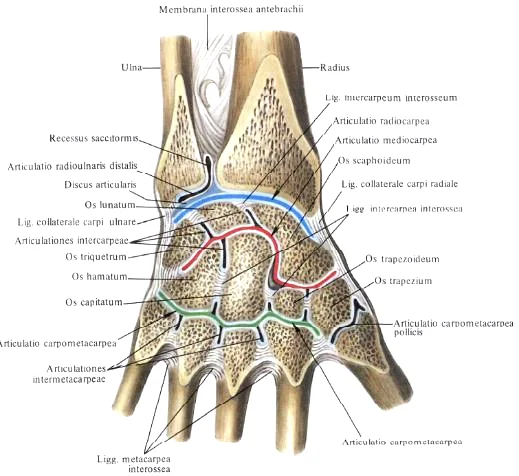 Membrana interossea antebrachii
Ulna
Radius
Lig. intercarpeum interosseum
Articulatio radiocarpea
Articulatio mediocarpea
Os scaphoideum
Lig. collaterale carpi radiale
Ligg intercarpea interossea
Os trapezoideum
Os trapezium
Articulatio carpometacarpea
pollicis
Articulatio carpometacarpea
Recessus sacciformis
Articulatio radioulnaris distalis
Discus articularis
Os lunatum
Lig. collaterale carpi ulnare
Articulationes intercarpeae
Os triquetrum
Os hamatum
Os capitatum
Articulatio carpometacarpea
Articulationes
intermetacarpeae
Ligg. metacarpea
interossea